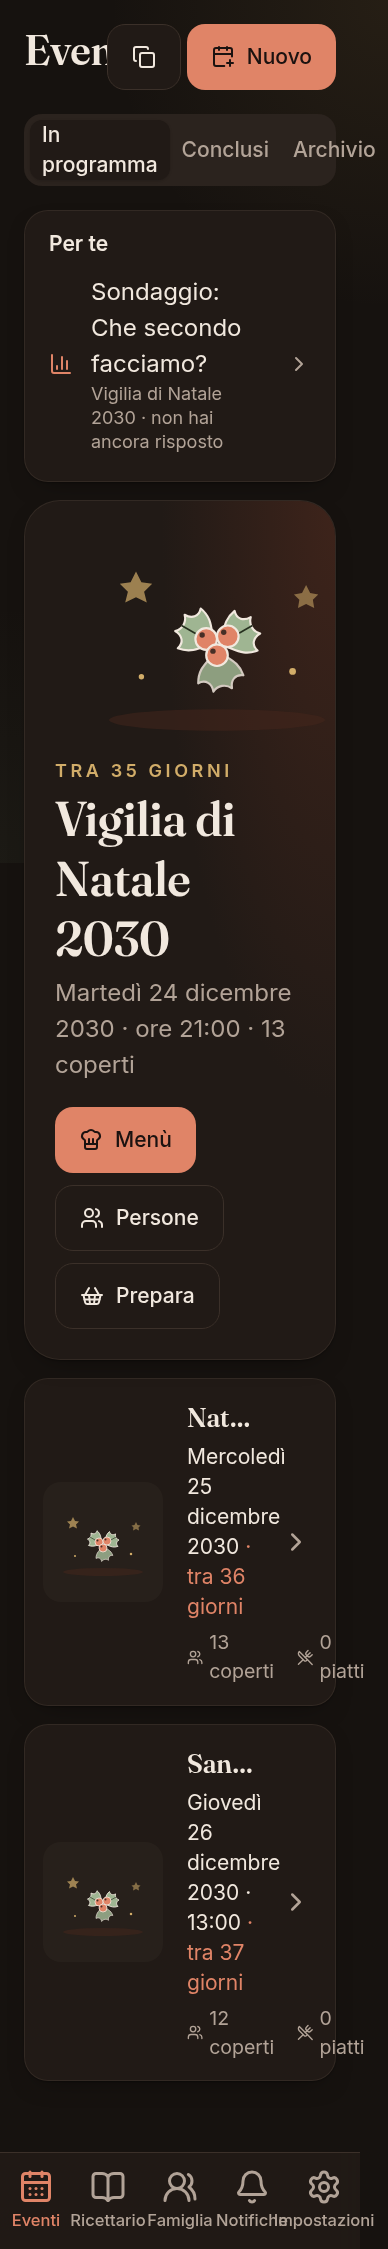 Even
Nuovo
In
programma
Conclusi
Archivio
Per te
Sondaggio:
Che secondo
facciamo?
Vigilia di Natale
2030 · non hai
ancora risposto
TRA 35 GIORNI
Vigilia di
Natale
2030
Martedì 24 dicembre
2030 · ore 21:00 · 13
coperti
Menù
Persone
Prepara
Nat...
Mercoledì
25
dicembre
2030 ·
tra 36
giorni
13
coperti
0
piatti
San...
Giovedì
26
dicembre
2030 ·
13:00 ·
tra 37
giorni
12
coperti
0
piatti
Eventi
Ricettario
Famiglia
Notifiche
Impostazioni